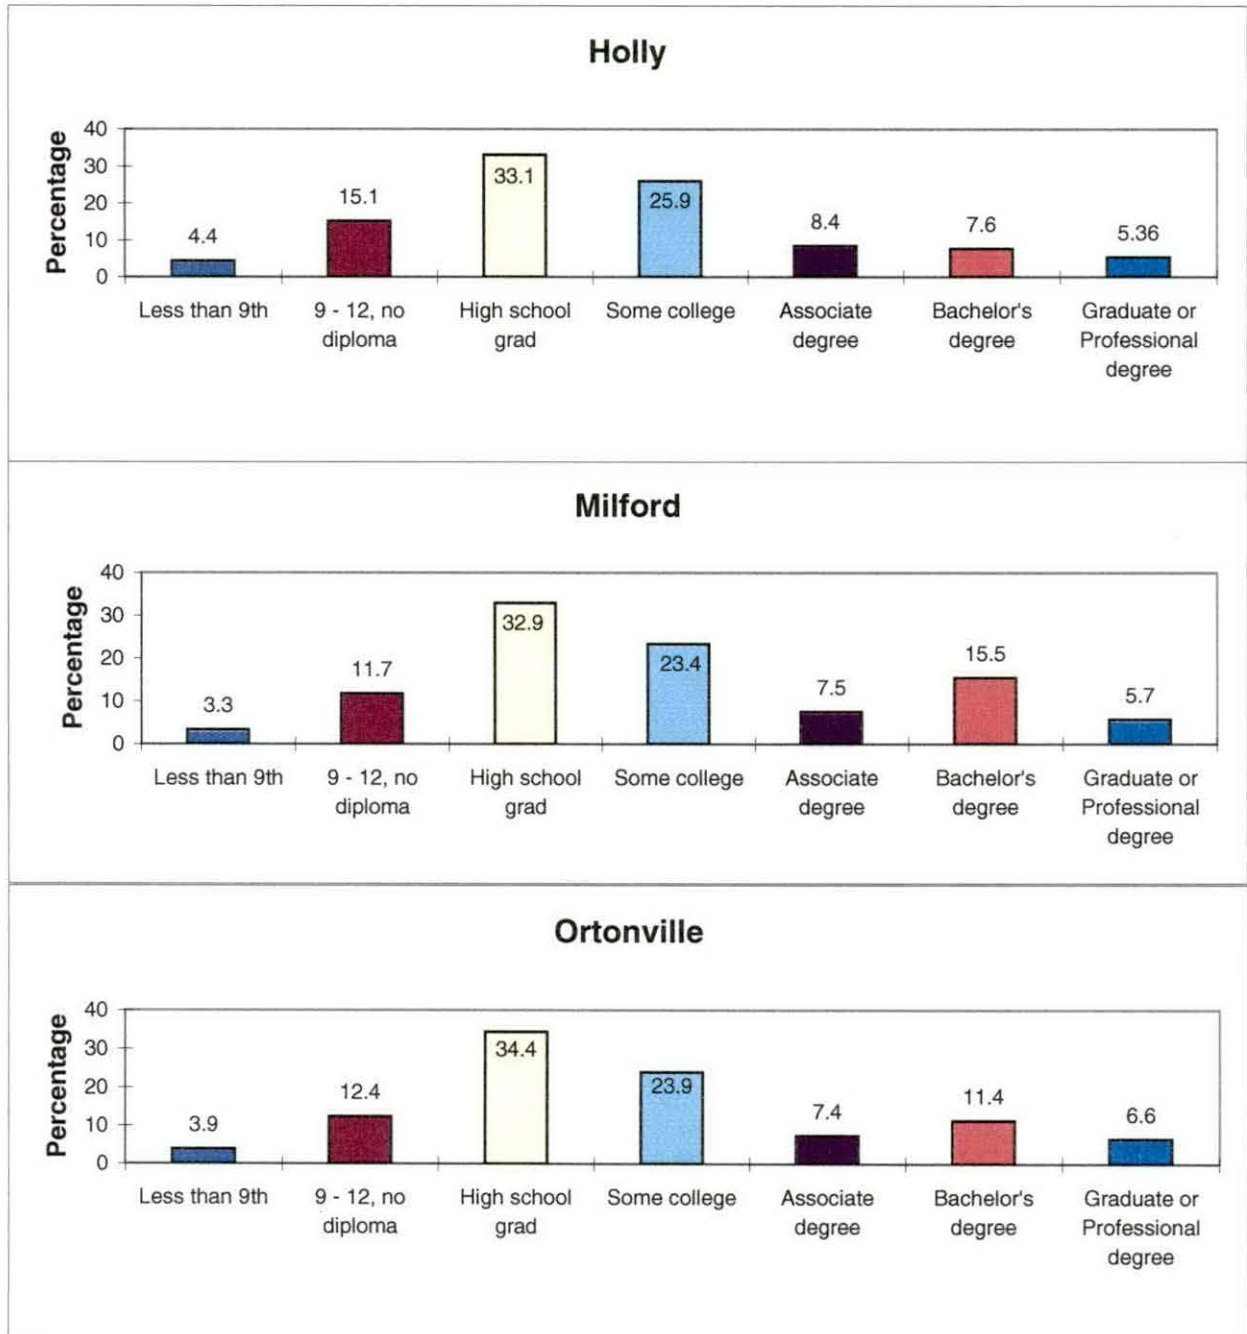 Holly
Percentage
40
30
20
10
0
4.4
15.1
33.1
25.9
8.4
7.6
5.36
Less than 9th
9 - 12, no
diploma
High school
grad
Some college
Associate
degree
Bachelor's
degree
Graduate or
Professional
degree
Milford
Percentage
40
30
20
10
0
3.3
11.7
32.9
23.4
7.5
15.5
5.7
Less than 9th
9 - 12, no
diploma
High school
grad
Some college
Associate
degree
Bachelor's
degree
Graduate or
Professional
degree
Ortonville
Percentage
40
30
20
10
0
3.9
12.4
34.4
23.9
7.4
11.4
6.6
Less than 9th
9 - 12, no
diploma
High school
grad
Some college
Associate
degree
Bachelor's
degree
Graduate or
Professional
degree